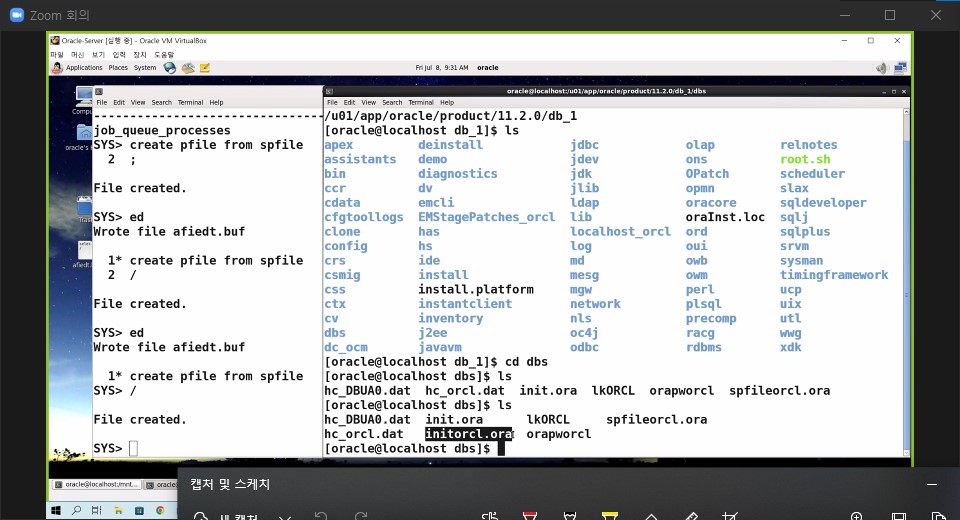 Zoom 회의
Oracle-Server [실행 중] - Oracle VM VirtualBox
파일 머신 보기 입력 장치 도움말
Applications Places System Fri Jul 8, 9:31 AM oracle
oracle@localhost:/u01/app/oracle/product/11.2.0/db_1/dbs
File Edit View Search Terminal Help
------------------------------
job_queue_processes
SYS> create pfile from spfile
2 ;
File created.
SYS> ed
Wrote file afiedt.buf
1* create pfile from spfile
2 /
File created.
SYS> ed
Wrote file afiedt.buf
1* create pfile from spfile
SYS> /
File created.
SYS>
File Edit View Search Terminal Help
/u01/app/oracle/product/11.2.0/db_1
[oracle@localhost db_1]$ ls
apex deinstall jdbc olap relnotes
assistants demo jdev ons root.sh
bin diagnostics jdk OPatch scheduler
ccr dv jlib opmn slax
cdata emcli ldap oracore sqldeveloper
cfgtoollogs EMStagePatches_orcl lib oraInst.loc sqlj
clone has localhost_orcl ord sqlplus
config hs log oui srvm
crs ide md owb sysman
csmig install mesg owm timingframework
css install.platform mgw perl ucp
ctx instantclient network plsql uix
cv inventory nls precomp utl
dbs j2ee oc4j racg wwg
dc_ocm javavm odbc rdbms xdk
[oracle@localhost db_1]$ cd dbs
[oracle@localhost dbs]$ ls
hc_DBUA0.dat hc_orcl.dat init.ora lkORCL orapworcl spfileorcl.ora
[oracle@localhost dbs]$ ls
hc_DBUA0.dat init.ora lkORCL spfileorcl.ora
hc_orcl.dat initorcl.ora orapworcl
[oracle@localhost dbs]$
Compu
oracle's
afiedt.
oracle@localhost:/mnt...
캡처 및 스케치
새 캡처